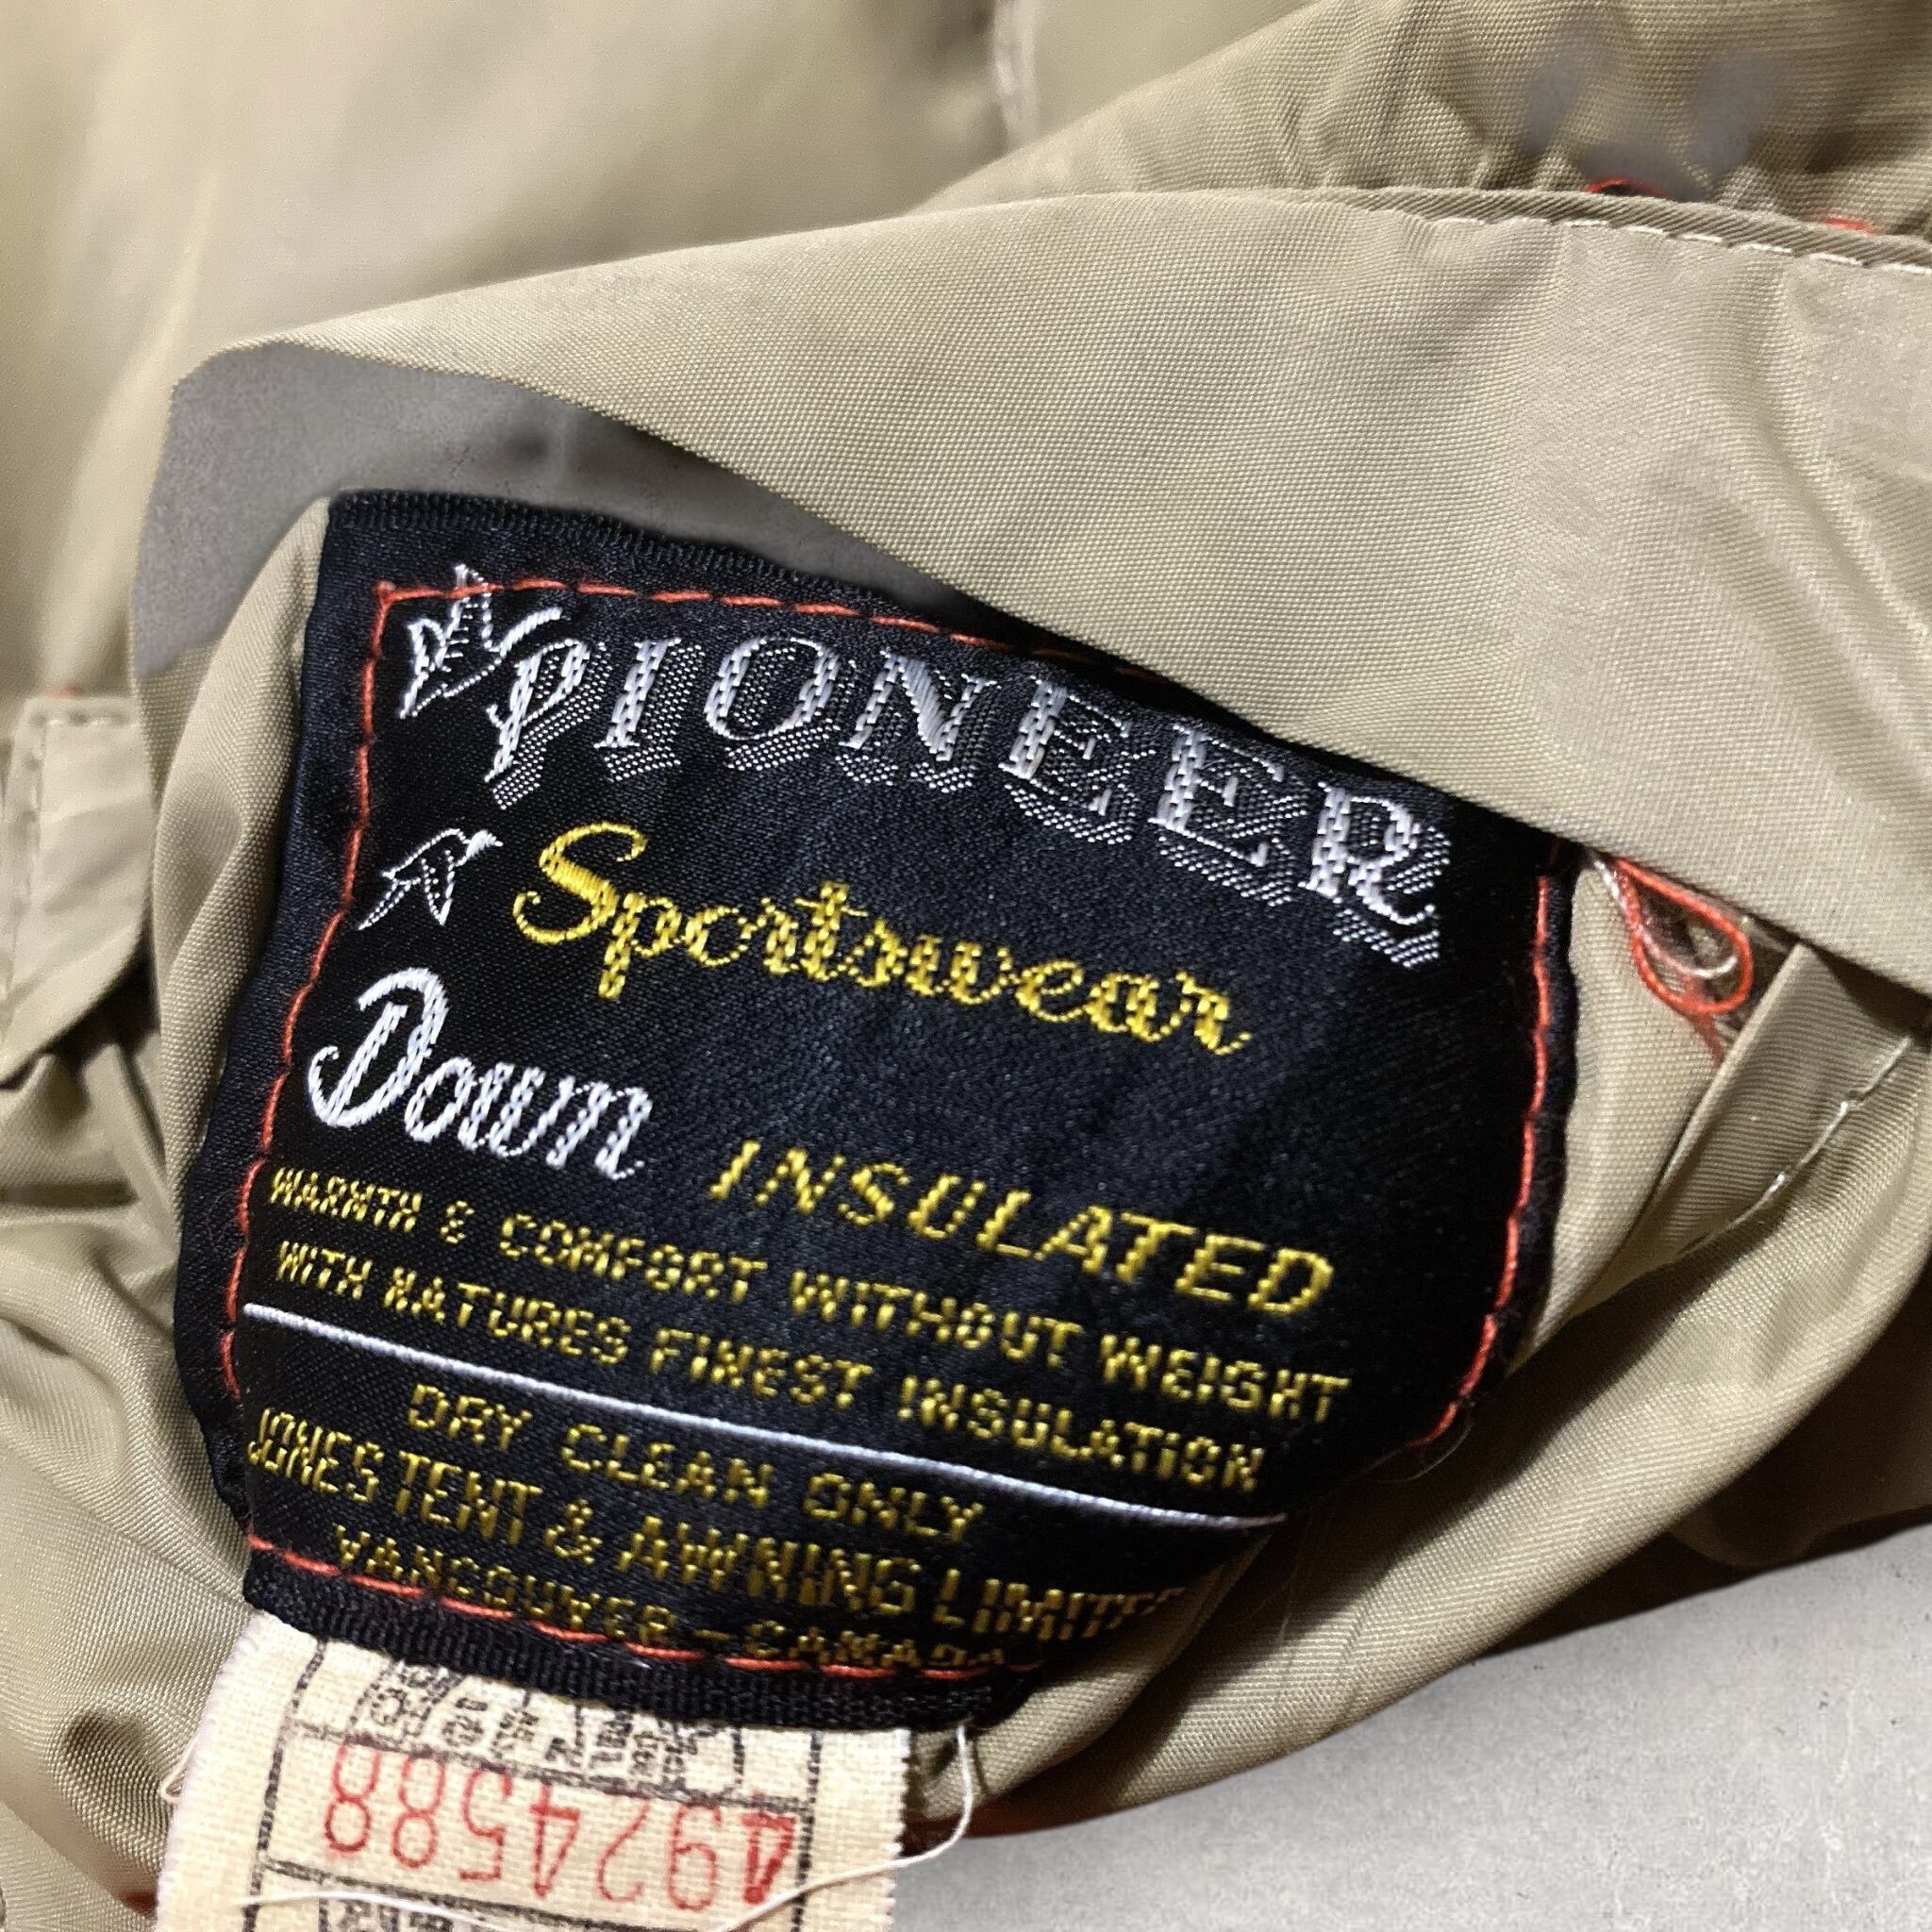 PIONEER
Sportswear
Down INSULATED
WARMTH & COMFORT WITHOUT WEIGHT
WITH NATURES FINEST INSULATION
DRY CLEAN ONLY
JONES TENT & AWNING LIMITED
VANCOUVER - CANADA
4924588